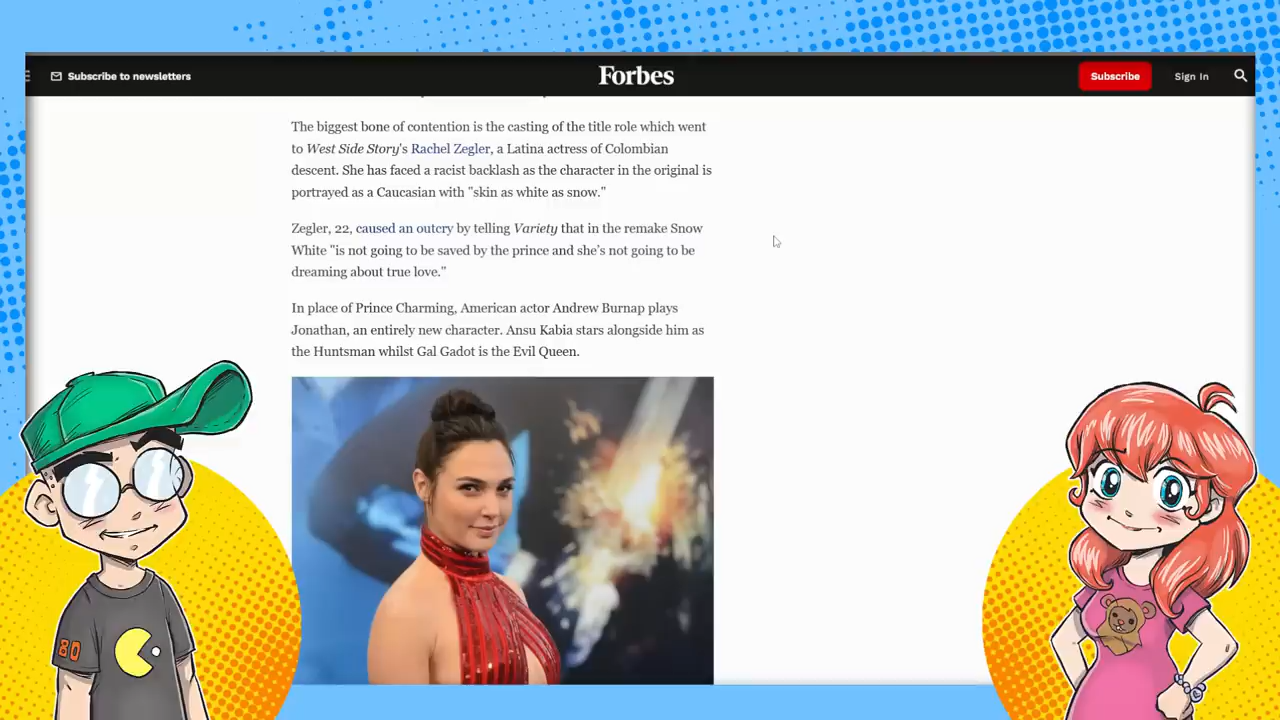 Subscribe to newsletters
Forbes
Subscribe
Sign In
The biggest bone of contention is the casting of the title role which went
to West Side Story's Rachel Zegler, a Latina actress of Colombian
descent. She has faced a racist backlash as the character in the original is
portrayed as a Caucasian with "skin as white as snow."
Zegler, 22, caused an outcry by telling Variety that in the remake Snow
White "is not going to be saved by the prince and she's not going to be
dreaming about true love."
In place of Prince Charming, American actor Andrew Burnap plays
Jonathan, an entirely new character. Ansu Kabia stars alongside him as
the Huntsman whilst Gal Gadot is the Evil Queen.
80